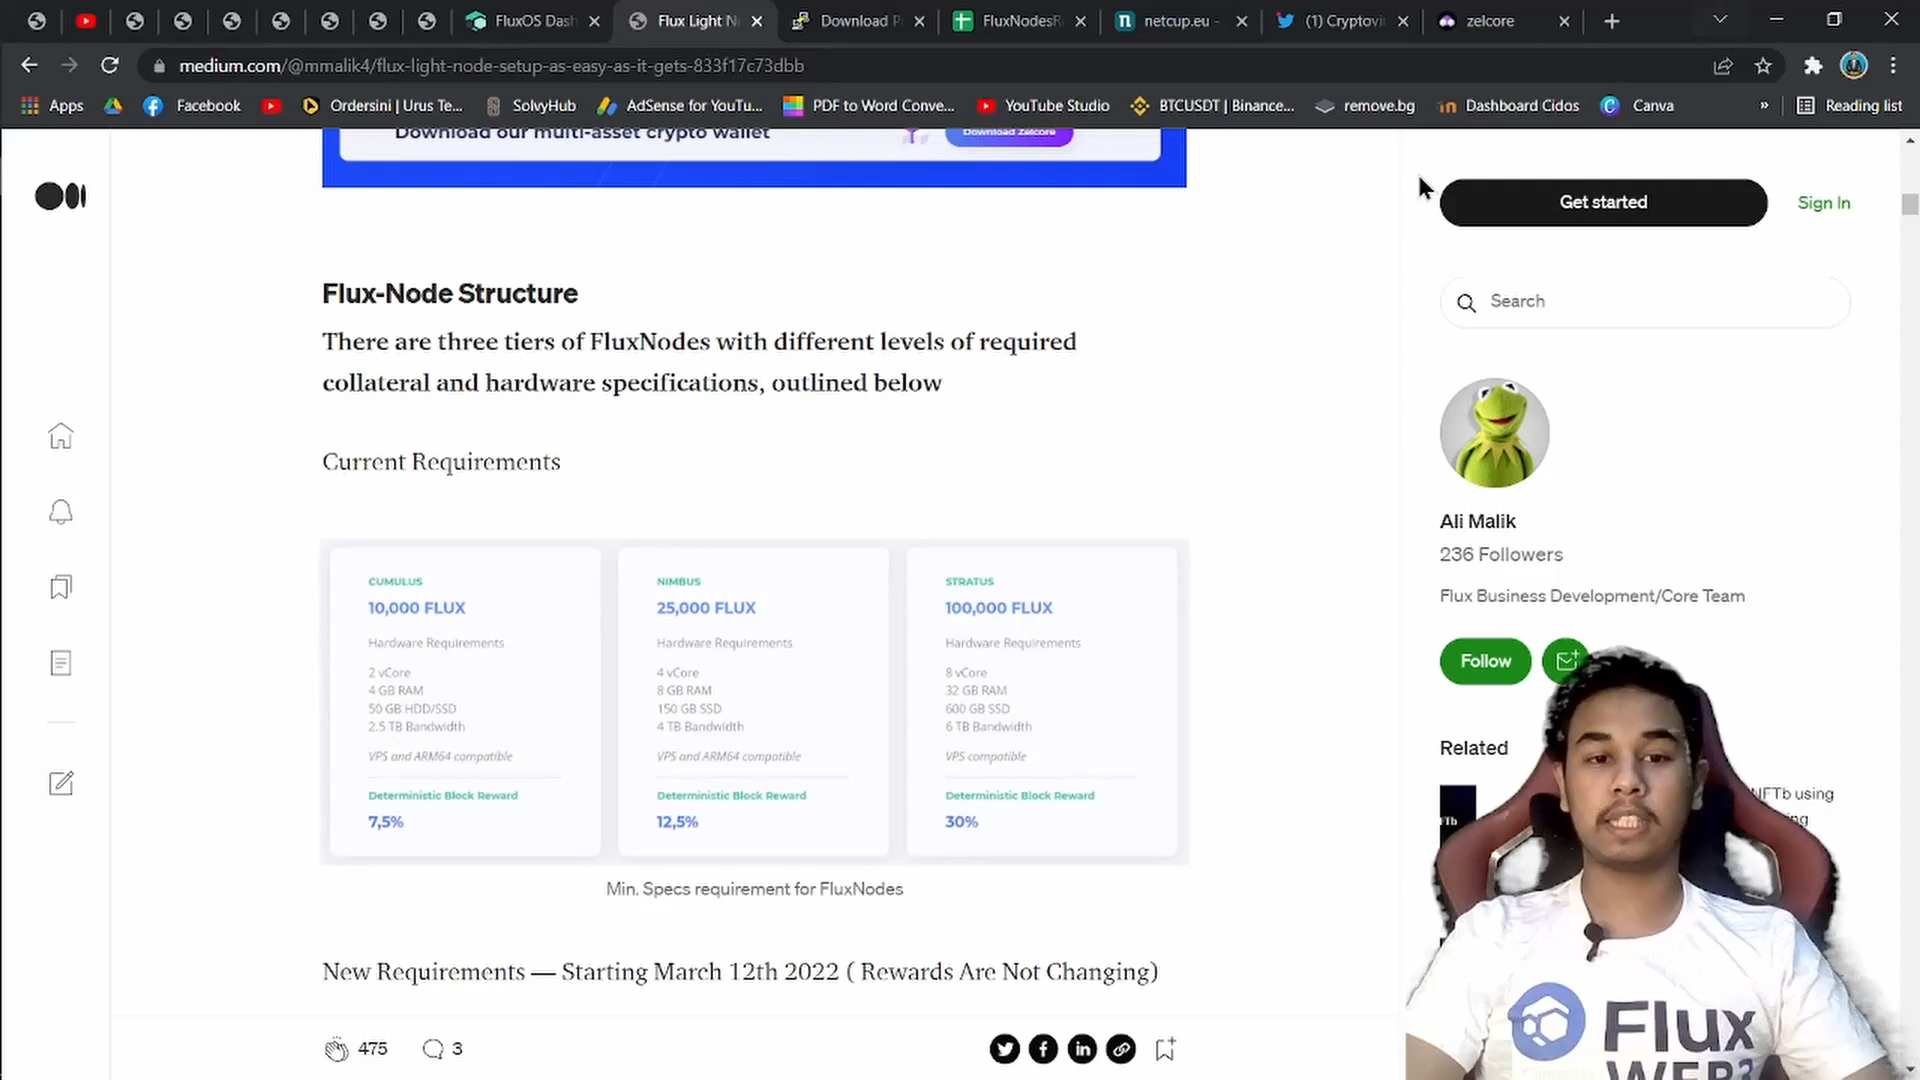 FluxOS Das
Flux Light N
Download P
FluxNodesR
netcup.eu -
(1) Cryptovi
zelcore
medium.com/@mmalik4/flux-light-node-setup-as-easy-as-it-gets-833f17c73dbb
Apps
Facebook
Ordersini | Urus Te...
SolvyHub
AdSense for YouTu...
PDF to Word Conve...
YouTube Studio
BTCUSDT | Binance...
remove.bg
Dashboard Cidos
Canva
»
Reading list
Download our multi-asset crypto wallet
Download Zelcore
Get started
Sign In
Search
Flux-Node Structure
There are three tiers of FluxNodes with different levels of required
collateral and hardware specifications, outlined below
Current Requirements
CUMULUS
10,000 FLUX
Hardware Requirements
2 vCore
4 GB RAM
50 GB HDD/SSD
2.5 TB Bandwidth
VPS and ARM64 compatible
Deterministic Block Reward
7,5%
NIMBUS
25,000 FLUX
Hardware Requirements
4 vCore
8 GB RAM
150 GB SSD
4 TB Bandwidth
VPS and ARM64 compatible
Deterministic Block Reward
12,5%
STRATUS
100,000 FLUX
Hardware Requirements
8 vCore
32 GB RAM
600 GB SSD
6 TB Bandwidth
VPS compatible
Deterministic Block Reward
30%
Min. Specs requirement for FluxNodes
New Requirements — Starting March 12th 2022 ( Rewards Are Not Changing)
475
3
Ali Malik
236 Followers
Flux Business Development/Core Team
Follow
Related
NFTb using
Flux
WEB3